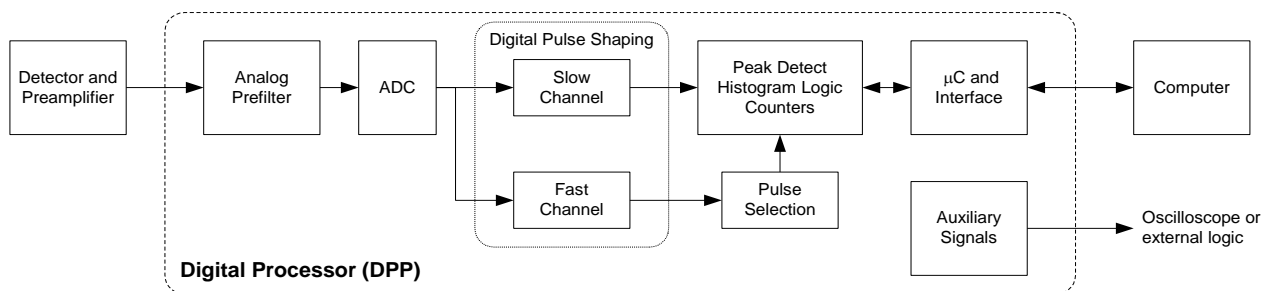 Digital Pulse Shaping
Detector and
Preamplifier
Analog
Prefilter
ADC
Slow
Channel
Peak Detect
Histogram Logic
Counters
μC and
Interface
Computer
Fast
Channel
Pulse
Selection
Auxiliary
Signals
Oscilloscope or
external logic
Digital Processor (DPP)